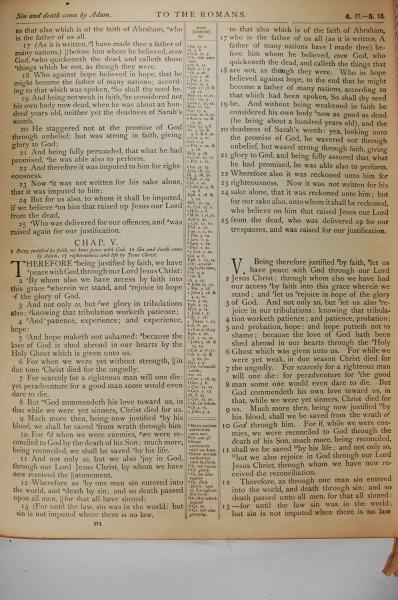 Sin and death came by Adam.
TO THE ROMANS.
4. 17.—5. 13.
to that also which is of the faith of Abraham, who
is the father of us all.
17 (As it is written, I have made thee a father of
many nations,) before him whom he believed, even
God, who quickeneth the dead, and calleth those
things which be not, as though they were.
18 Who against hope believed in hope, that he
might become the father of many nations; accord-
ing to that which was spoken, So shall thy seed be.
19 And being not weak in faith, he considered not
his own body now dead, when he was about an hun-
dred years old, neither yet the deadness of Sarah's
womb.
20 He staggered not at the promise of God
through unbelief; but was strong in faith, giving
glory to God;
21 And being fully persuaded, that what he had
promised, he was able also to perform.
22 And therefore it was imputed to him for right-
eousness.
23 Now it was not written for his sake alone,
that it was imputed to him;
24 But for us also, to whom it shall be imputed,
if we believe on him that raised up Jesus our Lord
from the dead,
25 Who was delivered for our offences, and was
raised again for our justification.
CHAP. V.
1 Being justified by faith, we have peace with God. 12 Sin and death came
by Adam, 17 righteousness and life by Jesus Christ.
THEREFORE being justified by faith, we have
peace with God, through our Lord Jesus Christ:
2 By whom also we have access by faith into
this grace wherein we stand, and rejoice in hope
of the glory of God.
3 And not only so, but we glory in tribulations
also: knowing that tribulation worketh patience;
4 And patience, experience; and experience,
hope:
5 And hope maketh not ashamed: because the
love of God is shed abroad in our hearts by the
Holy Ghost which is given unto us.
6 For when we were yet without strength, in
due time Christ died for the ungodly.
7 For scarcely for a righteous man will one die:
yet peradventure for a good man some would even
dare to die.
8 But God commendeth his love toward us, in
that while we were yet sinners, Christ died for us.
9 Much more then, being now justified by his
blood, we shall be saved from wrath through him.
10 For if when we were enemies, we were re-
conciled to God by the death of his Son; much more,
being reconciled, we shall be saved by his life.
11 And not only so, but we also joy in God,
through our Lord Jesus Christ, by whom we have
now received the atonement.
12 Wherefore as by one man sin entered into
the world, and death by sin; and so death passed
upon all men, for that all have sinned:
13 (For until the law sin was in the world: but
sin is not imputed where there is no law.
874
to that also which is of the faith of Abraham,
17 who is the father of us all (as it is written, A
father of many nations have I made thee) be-
fore him whom he believed, even God, who
quickeneth the dead, and calleth the things that
18 are not, as though they were. Who in hope
believed against hope, to the end that he might
become a father of many nations, according
to that which had been spoken, So shall thy seed
19 be. And without being weakened in faith he
considered his own body now as good as dead
(he being about a hundred years old), and the
20 deadness of Sarah's womb: yea, looking unto
the promise of God, he wavered not through
unbelief, but waxed strong through faith, giving
21 glory to God, and being fully assured that, what
he had promised, he was able also to perform.
22 Wherefore also it was reckoned unto him for
23 righteousness. Now it was not written for his
24 sake alone, that it was reckoned unto him; but
for our sake also, unto whom it shall be reckoned,
who believe on him that raised Jesus our Lord
25 from the dead, who was delivered up for our
trespasses, and was raised for our justification.
V. Being therefore justified by faith, let us
have peace with God through our Lord
2 Jesus Christ; through whom also we have had
our access by faith into this grace wherein we
stand; and let us rejoice in hope of the glory
3 of God. And not only so, but let us also re-
joice in our tribulations: knowing that tribula-
4 tion worketh patience; and patience, probation;
5 and probation, hope: and hope putteth not to
shame; because the love of God hath been
shed abroad in our hearts through the Holy
6 Ghost which was given unto us. For while we
were yet weak, in due season Christ died for
7 the ungodly. For scarcely for a righteous man
will one die: for peradventure for the good
8 man some one would even dare to die. But
God commendeth his own love toward us, in
that, while we were yet sinners, Christ died for
9 us. Much more then, being now justified by
his blood, shall we be saved from the wrath of
10 God through him. For if, while we were ene-
mies, we were reconciled to God through the
death of his Son, much more, being reconciled,
11 shall we be saved by his life; and not only so,
but we also rejoice in God through our Lord
Jesus Christ, through whom we have now re-
ceived the reconciliation.
12 Therefore, as through one man sin entered
into the world, and death through sin; and so
death passed unto all men, for that all sinned:
13 —for until the law sin was in the world:
but sin is not imputed when there is no law